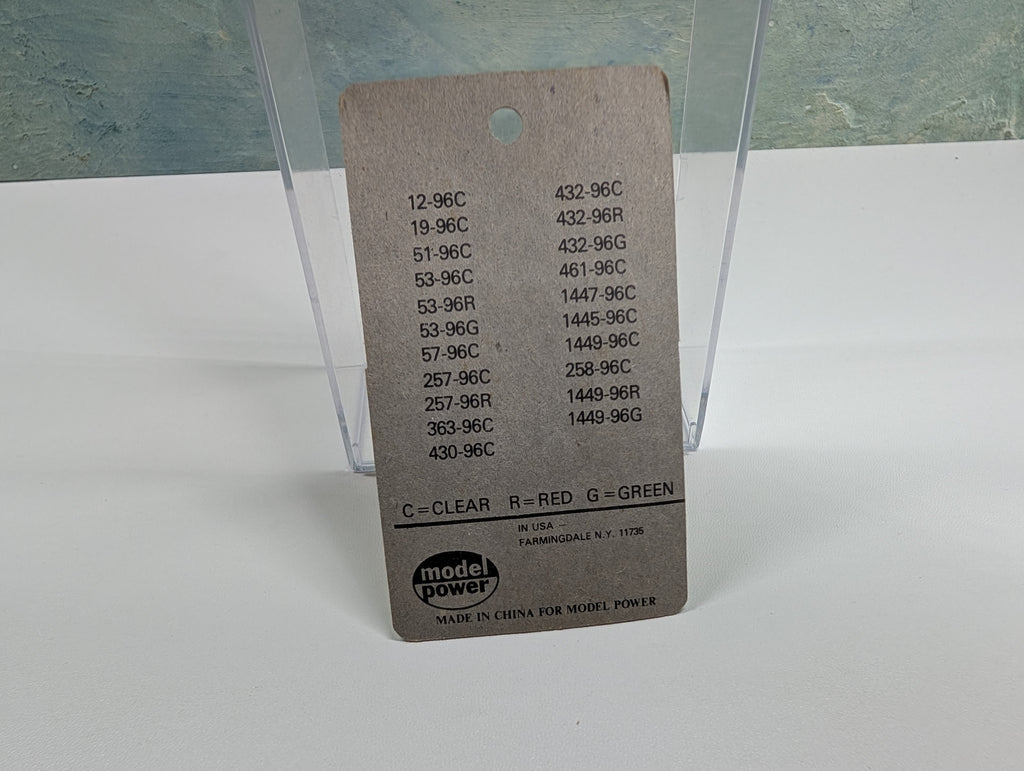 12-96C
19-96C
51-96C
53-96C
53-96R
53-96G
57-96C
257-96C
257-96R
363-96C
430-96C
432-96C
432-96R
432-96G
461-96C
1447-96C
1445-96C
1449-96C
258-96C
1449-96R
1449-96G
C=CLEAR R=RED G=GREEN
IN USA –
FARMINGDALE N.Y. 11735
model
power
MADE IN CHINA FOR MODEL POWER